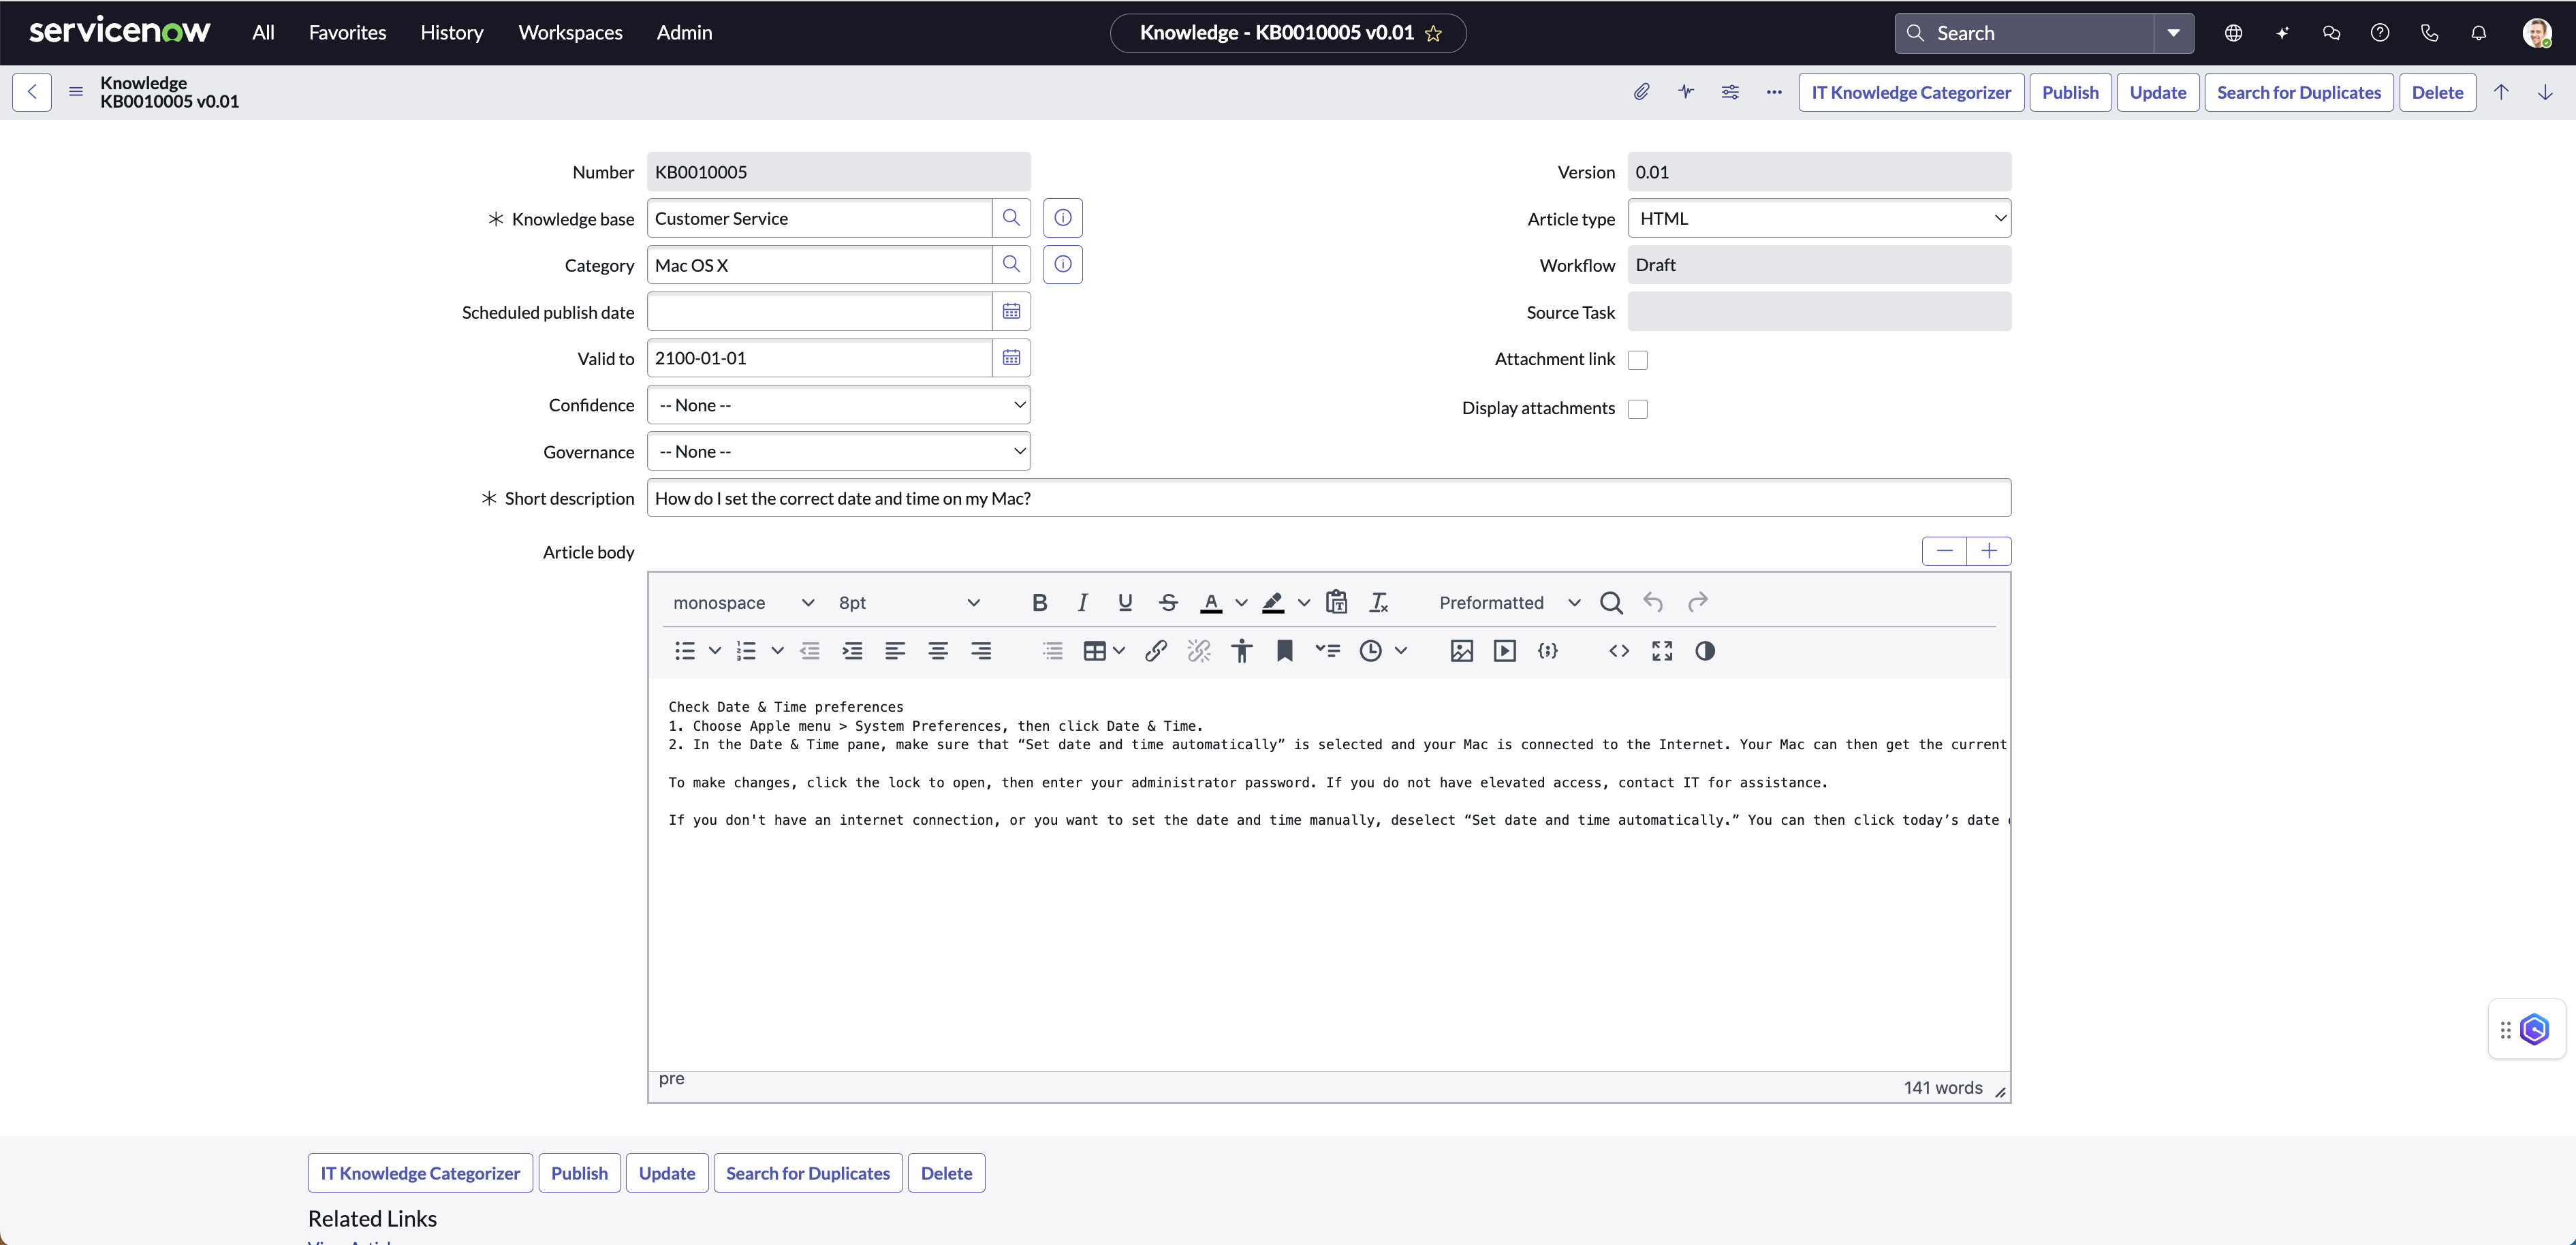 servicenow All Favorites History Workspaces Admin Knowledge - KB0010005 v0.01 Search
Knowledge
KB0010005 v0.01
IT Knowledge Categorizer Publish Update Search for Duplicates Delete
Number KB0010005
Version 0.01
Knowledge base Customer Service
Article type HTML
Category Mac OS X
Workflow Draft
Scheduled publish date
Source Task
Valid to 2100-01-01
Attachment link
Confidence -- None --
Display attachments
Governance -- None --
Short description How do I set the correct date and time on my Mac?
Article body
monospace 8pt Preformatted
Check Date & Time preferences
1. Choose Apple menu > System Preferences, then click Date & Time.
2. In the Date & Time pane, make sure that “Set date and time automatically” is selected and your Mac is connected to the Internet. Your Mac can then get the current
To make changes, click the lock to open, then enter your administrator password. If you do not have elevated access, contact IT for assistance.
If you don't have an internet connection, or you want to set the date and time manually, deselect “Set date and time automatically.” You can then click today’s date
pre
141 words
IT Knowledge Categorizer Publish Update Search for Duplicates Delete
Related Links